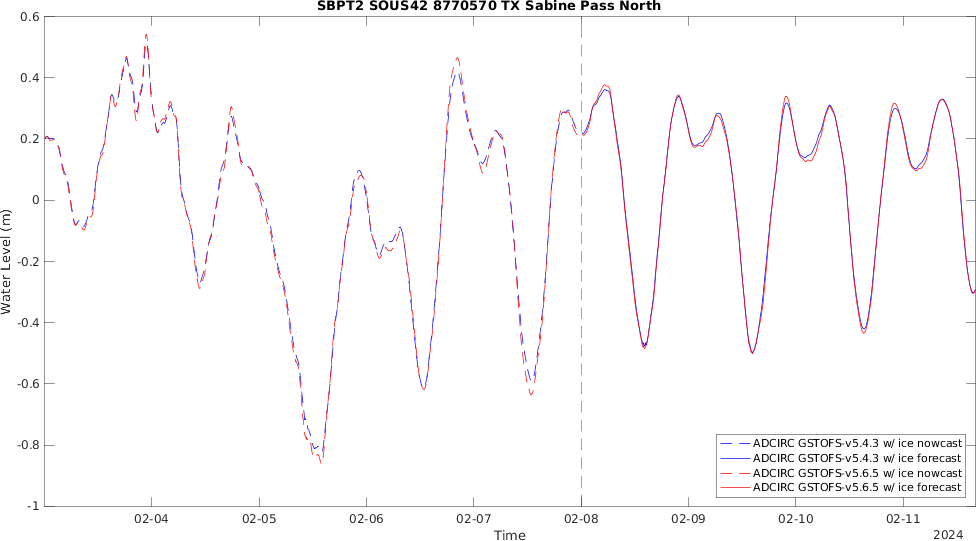 SBPT2 SOUS42 8770570 TX Sabine Pass North
0.6
0.4
0.2
0
-0.2
-0.4
-0.6
-0.8
-1
Water Level (m)
02-04 02-05 02-06 02-07 02-08 02-09 02-10 02-11
Time
2024
ADCIRC GSTOFS-v5.4.3 w/ ice nowcast
ADCIRC GSTOFS-v5.4.3 w/ ice forecast
ADCIRC GSTOFS-v5.6.5 w/ ice nowcast
ADCIRC GSTOFS-v5.6.5 w/ ice forecast